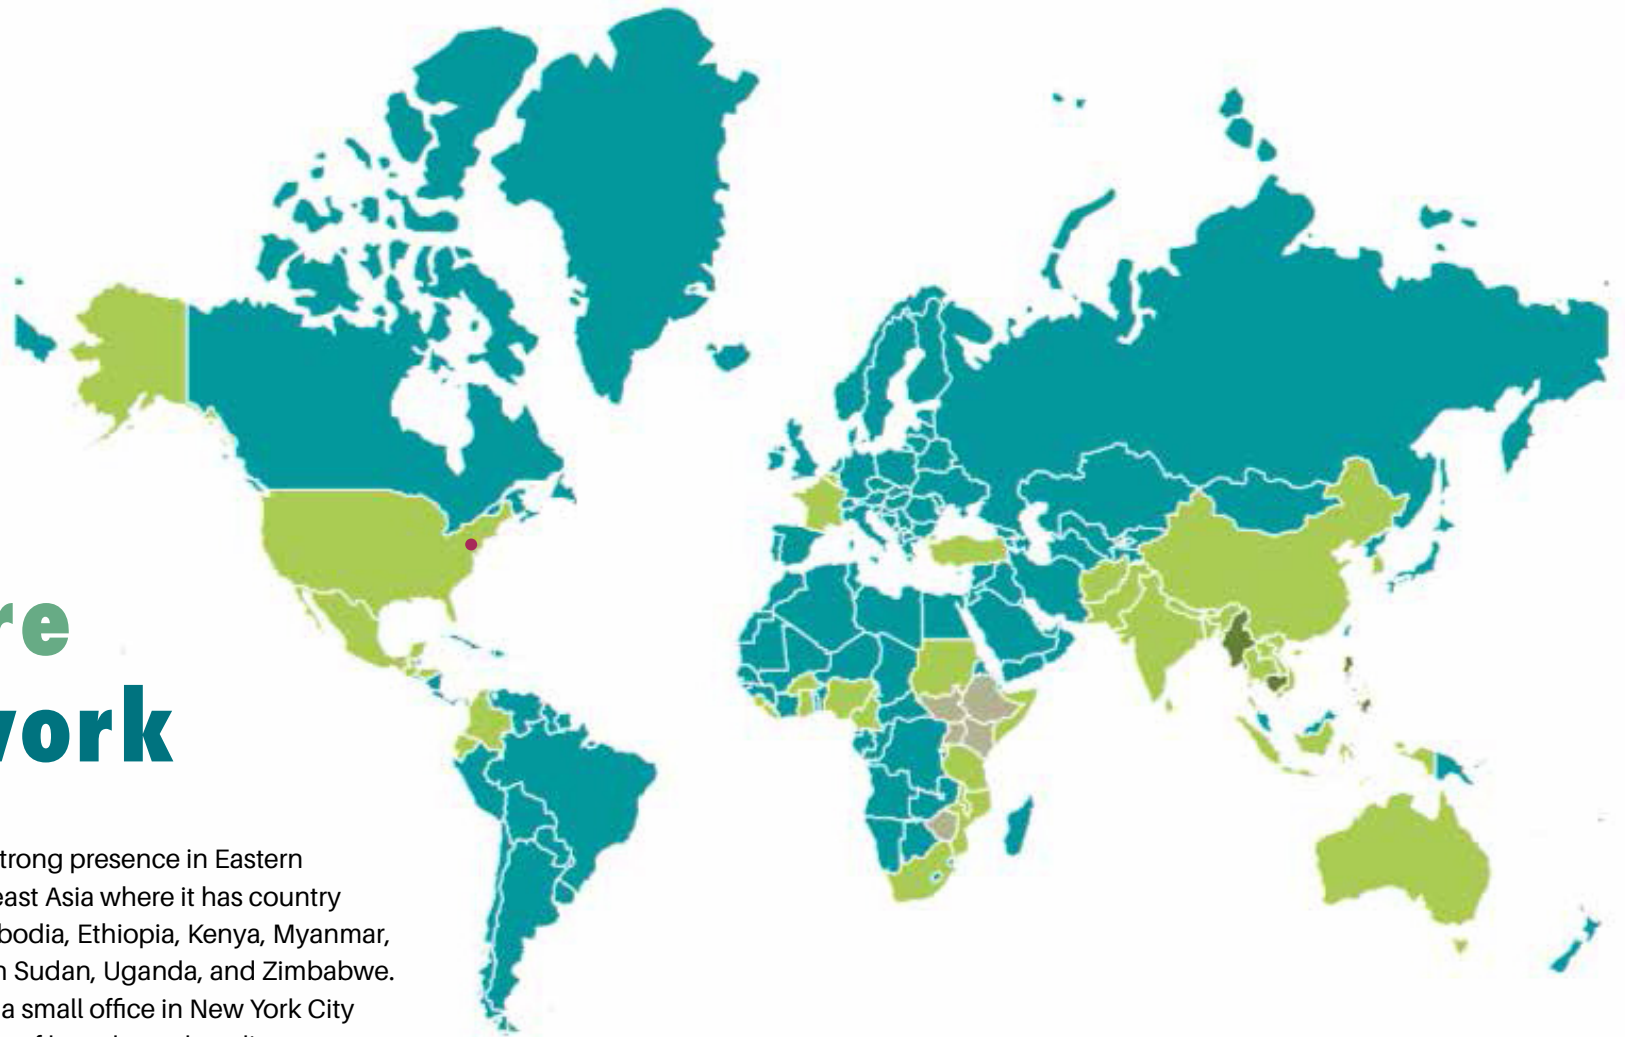 re
work
trong presence in Eastern
east Asia where it has country
bodia, Ethiopia, Kenya, Myanmar,
n Sudan, Uganda, and Zimbabwe.
a small office in New York City